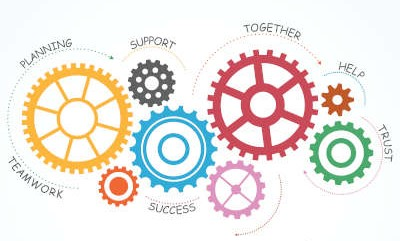 PLANNING
SUPPORT
TOGETHER
HELP
TRUST
TEAMWORK
SUCCESS